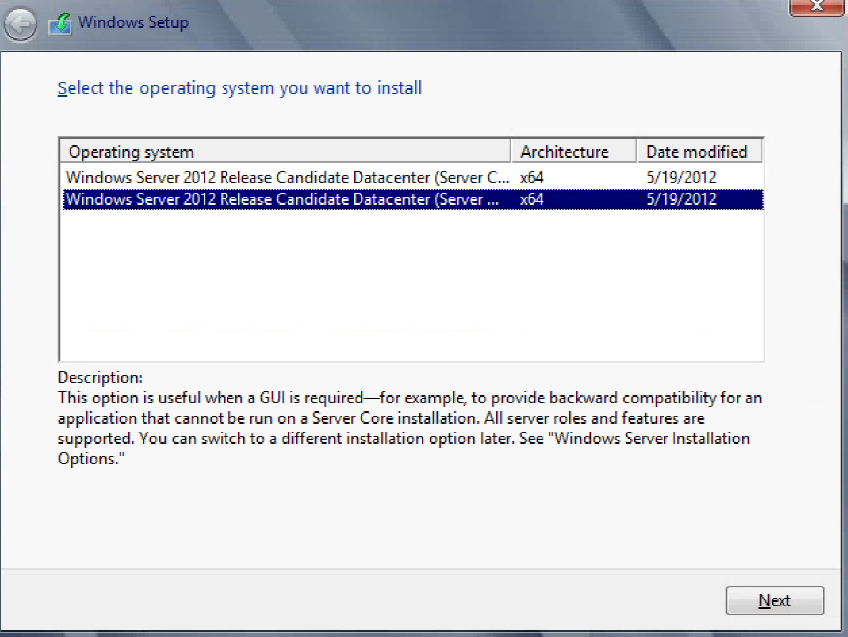 Windows Setup
Select the operating system you want to install
Operating system Architecture Date modified
Windows Server 2012 Release Candidate Datacenter (Server C... x64 5/19/2012
Windows Server 2012 Release Candidate Datacenter (Server ... x64 5/19/2012
Description:
This option is useful when a GUI is required—for example, to provide backward compatibility for an
application that cannot be run on a Server Core installation. All server roles and features are
supported. You can switch to a different installation option later. See "Windows Server Installation
Options."
Next